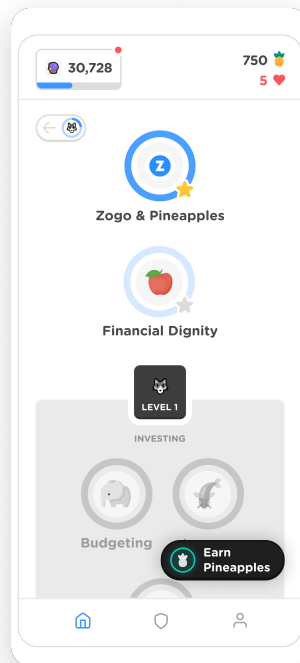 30,728
750
5
Z
Zogo & Pineapples
Financial Dignity
LEVEL 1
INVESTING
Budgeting
Earn
Pineapples